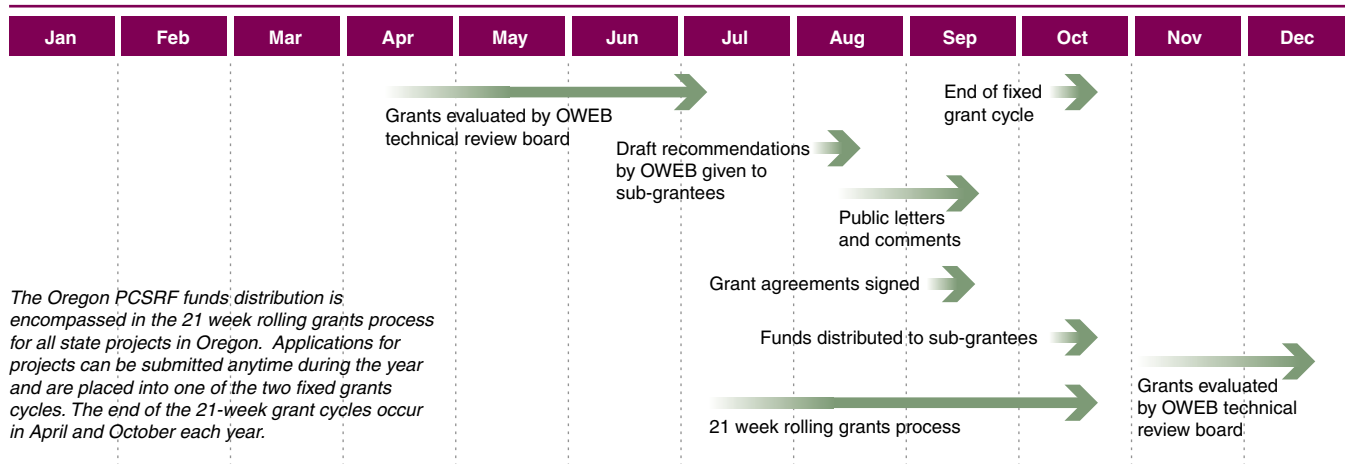 Jan Feb Mar Apr May Jun Jul Aug Sep Oct Nov Dec
Grants evaluated by OWEB
technical review board
End of fixed
grant cycle
Draft recommendations
by OWEB given to
sub-grantees
Public letters
and comments
Grant agreements signed
Funds distributed to sub-grantees
Grants evaluated
by OWEB technical
review board
21 week rolling grants process
The Oregon PCSRF funds distribution is
encompassed in the 21 week rolling grants process
for all state projects in Oregon.  Applications for
projects can be submitted anytime during the year
and are placed into one of the two fixed grants
cycles. The end of the 21-week grant cycles occur
in April and October each year.